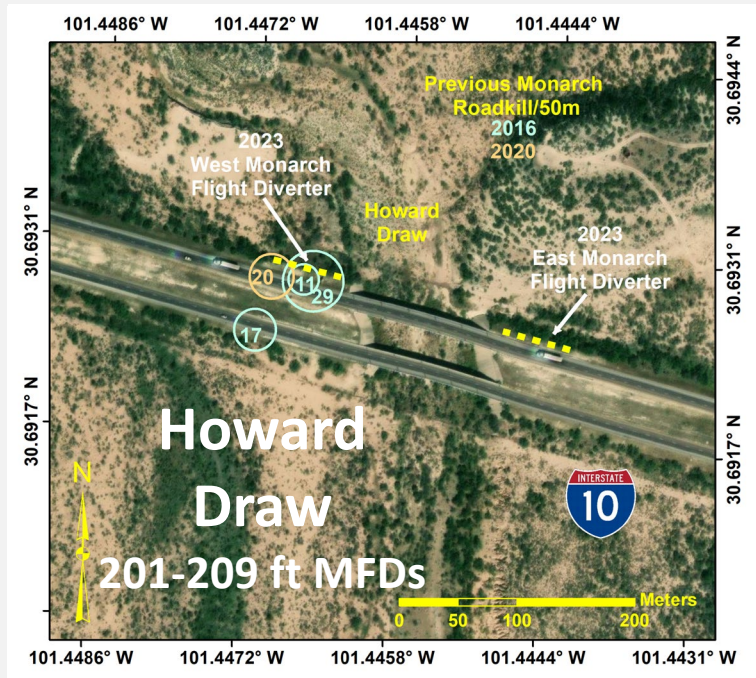 101.4486° W 101.4472° W 101.4458° W 101.4444° W
30.6944° N
Previous Monarch
Roadkill/50m
2016
2020
2023
West Monarch
Flight Diverter
Howard
Draw
30.6931° N
30.6931° N
2023
East Monarch
Flight Diverter
20
11
29
17
30.6917° N
30.6917° N
Howard
Draw
N
INTERSTATE
10
201-209 ft MFDs
Meters
0 50 100 200
101.4486° W 101.4472° W 101.4458° W 101.4444° W 101.4431° W